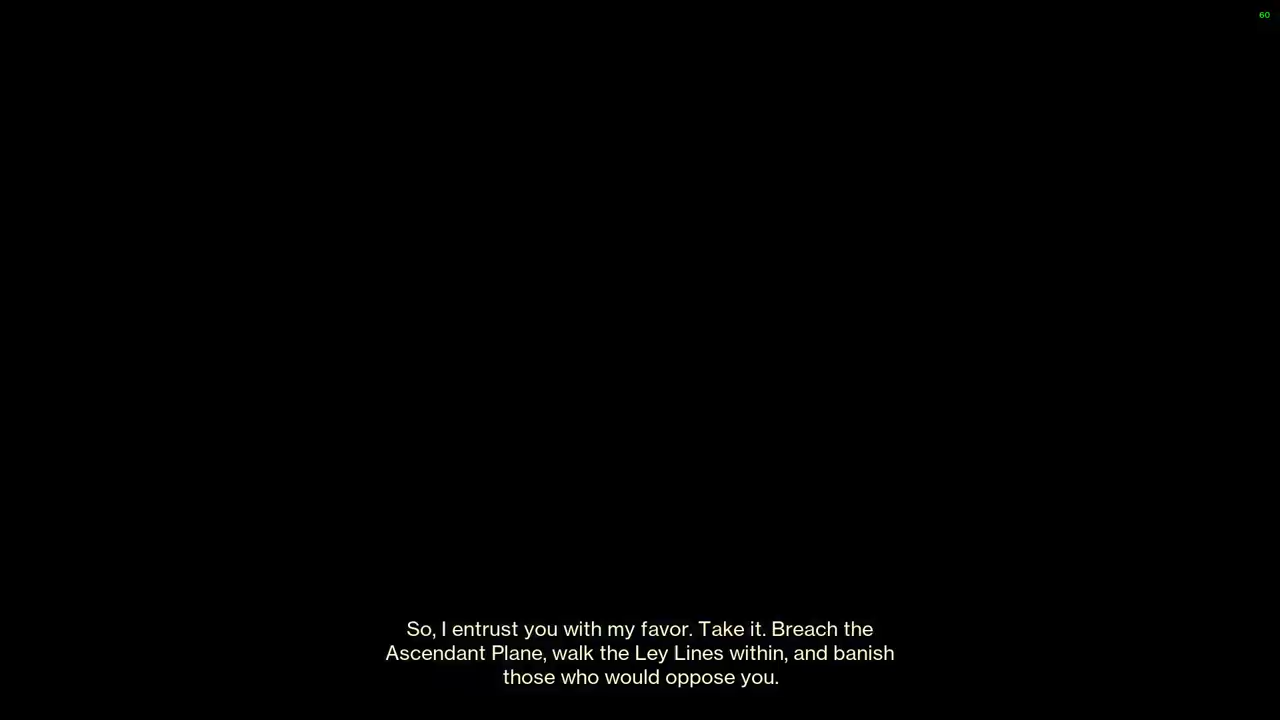 60
So, I entrust you with my favor. Take it. Breach the
Ascendant Plane, walk the Ley Lines within, and banish
those who would oppose you.